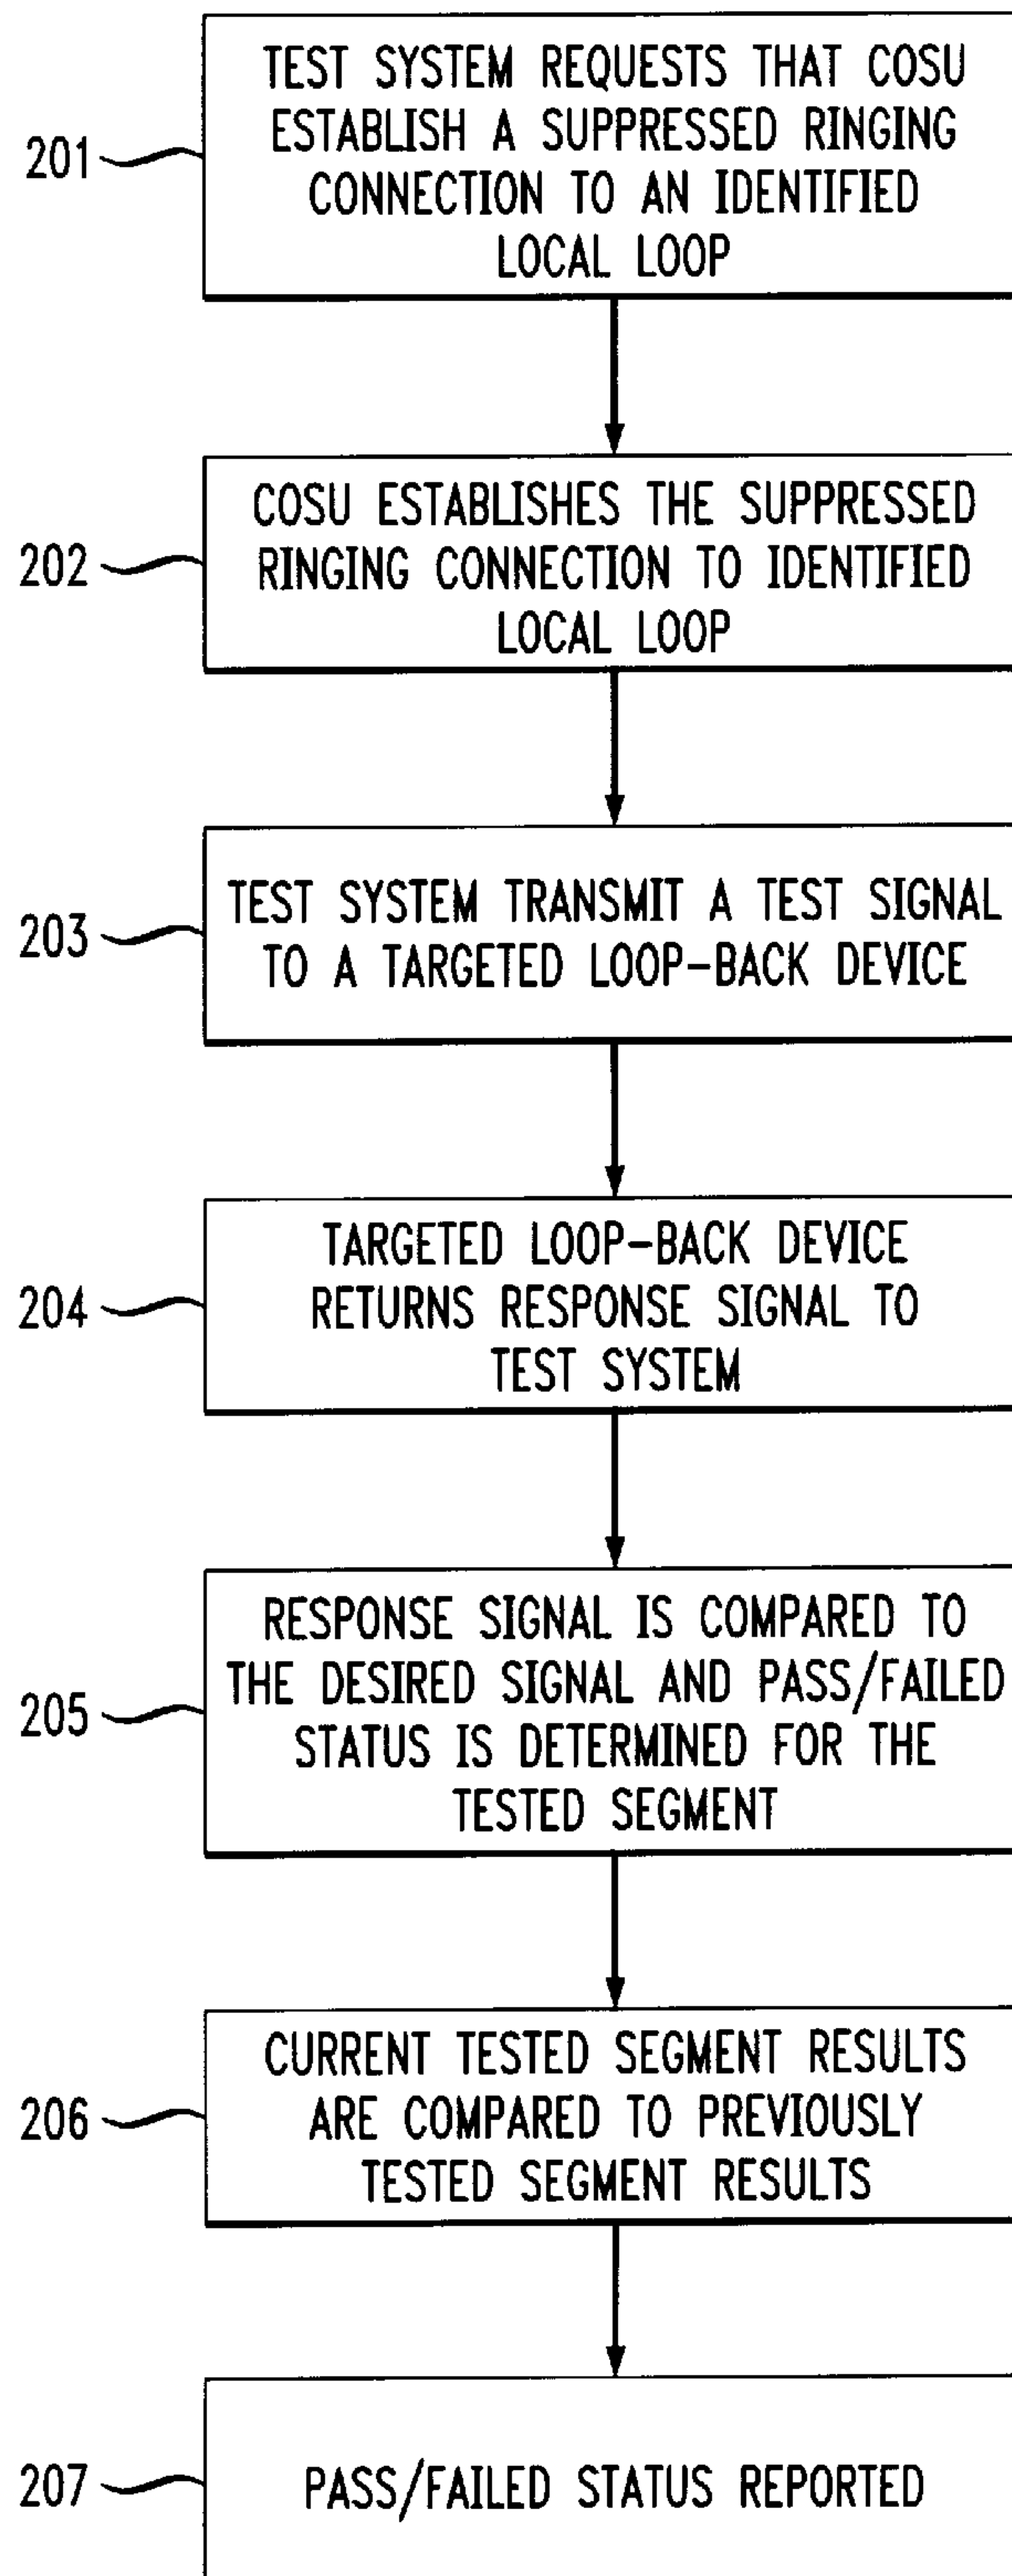 201
TEST SYSTEM REQUESTS THAT COSU
ESTABLISH A SUPPRESSED RINGING
CONNECTION TO AN IDENTIFIED
LOCAL LOOP
202
COSU ESTABLISHES THE SUPPRESSED
RINGING CONNECTION TO IDENTIFIED
LOCAL LOOP
203
TEST SYSTEM TRANSMIT A TEST SIGNAL
TO A TARGETED LOOP-BACK DEVICE
204
TARGETED LOOP-BACK DEVICE
RETURNS RESPONSE SIGNAL TO
TEST SYSTEM
205
RESPONSE SIGNAL IS COMPARED TO
THE DESIRED SIGNAL AND PASS/FAILED
STATUS IS DETERMINED FOR THE
TESTED SEGMENT
206
CURRENT TESTED SEGMENT RESULTS
ARE COMPARED TO PREVIOUSLY
TESTED SEGMENT RESULTS
207
PASS/FAILED STATUS REPORTED